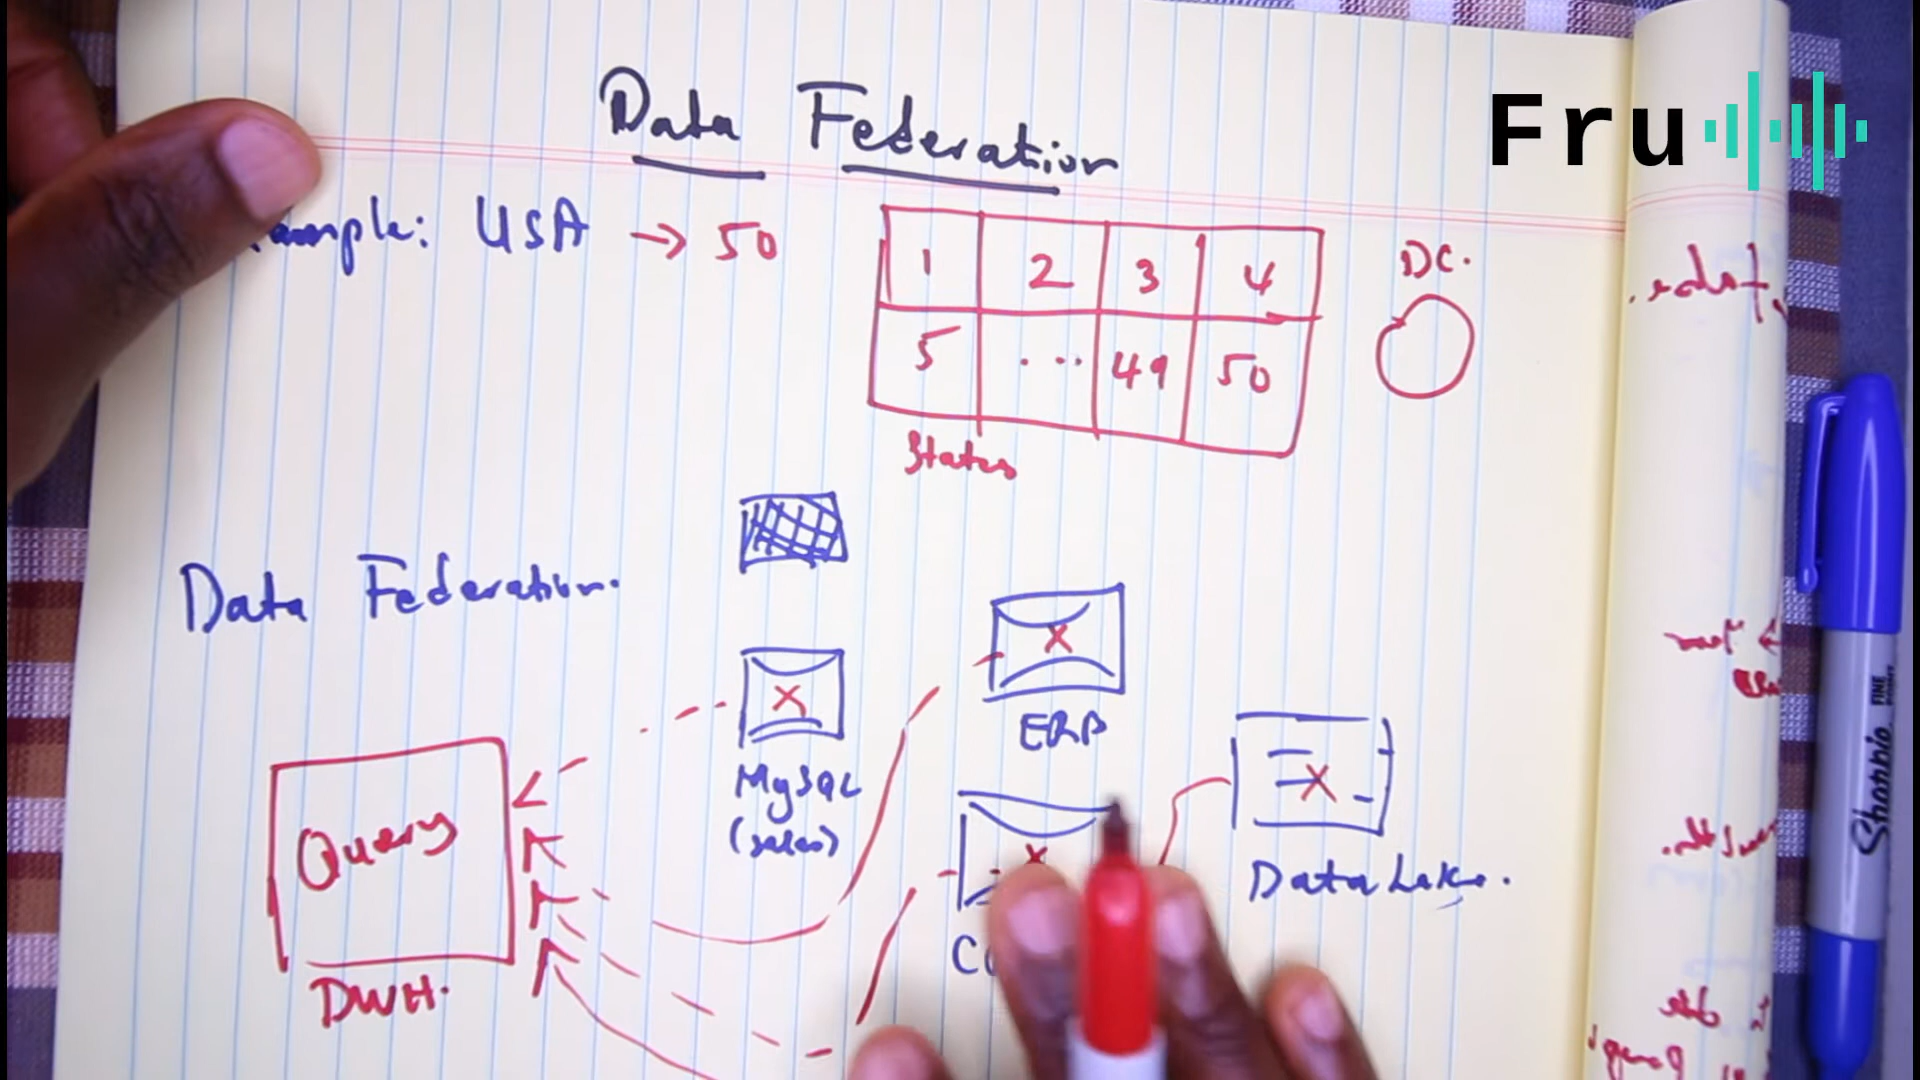 Data Federation
Fru
ample: USA → 50
1 2 3 4
5 ... 49 50
DC.
States
Data Federation.
X
ERP
X
MySQL
(sales)
X
Data Lake.
X
Query
DWH.
C